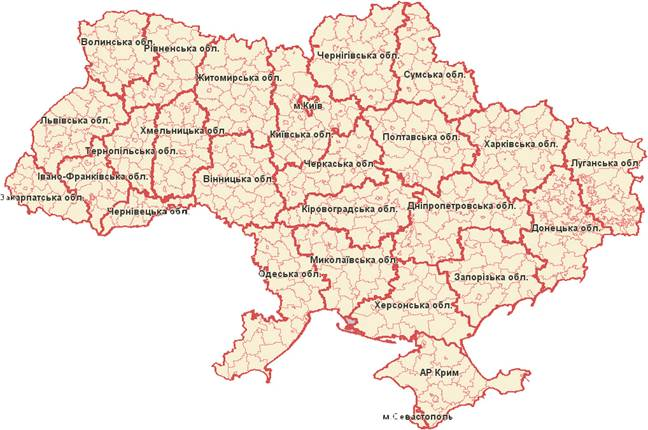 Волинська обл.
Рівненська обл.
Житомирська обл.
Чернігівська обл.
Сумська обл.
м.Київ
Київська обл.
Львівська обл.
Хмельницька обл.
Тернопільська обл.
Івано-Франківська обл.
Закарпатська обл.
Чернівецька обл.
Вінницька обл.
Черкаська обл.
Полтавська обл.
Харківська обл.
Луганська обл.
Кіровоградська обл.
Дніпропетровська обл.
Донецька обл.
Одеська обл.
Миколаївська обл.
Запорізька обл.
Херсонська обл.
АР Крим
м.Севастополь